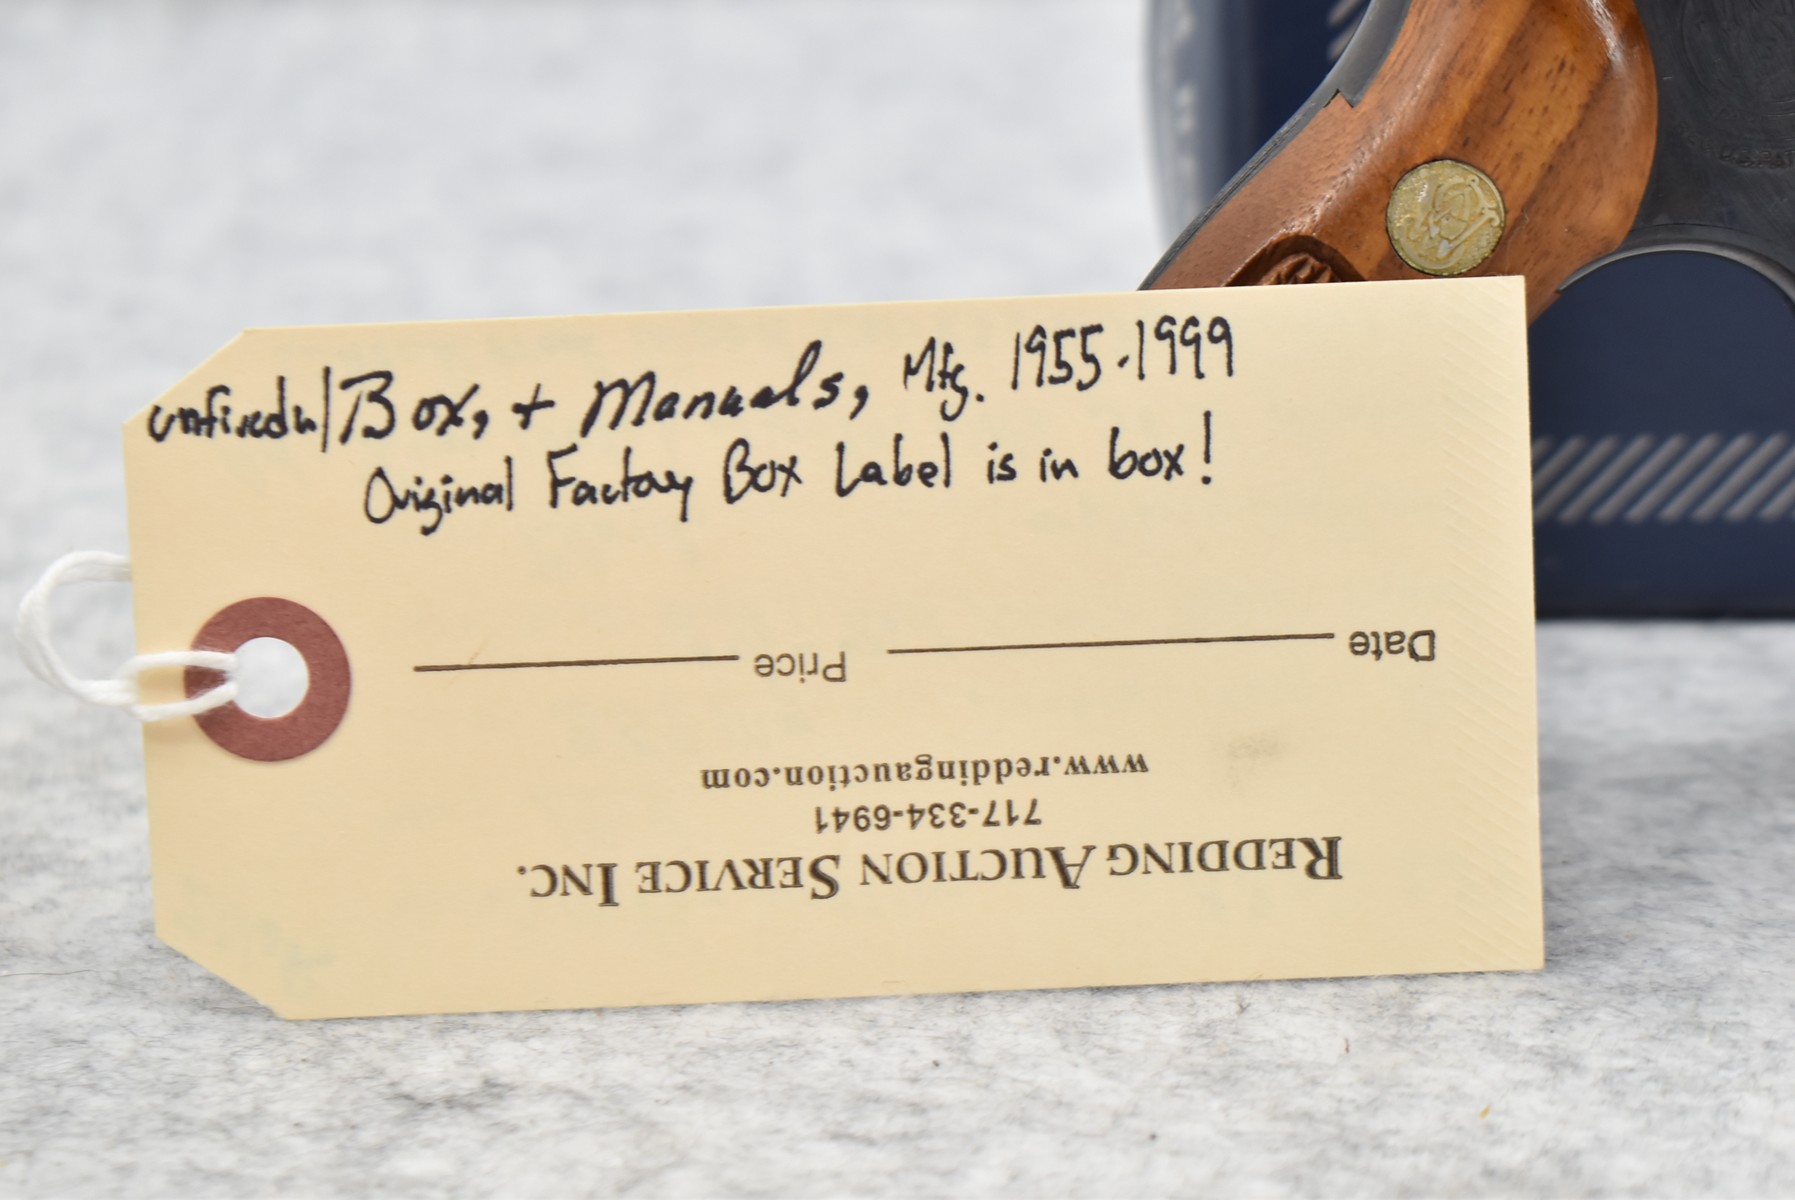 unfired w/ Box, + Manuals, Mfg. 1955-1999
Original Factory Box Label is in box!
REDDING AUCTION SERVICE INC.
717-334-6941
www.reddingauction.com
Date Price